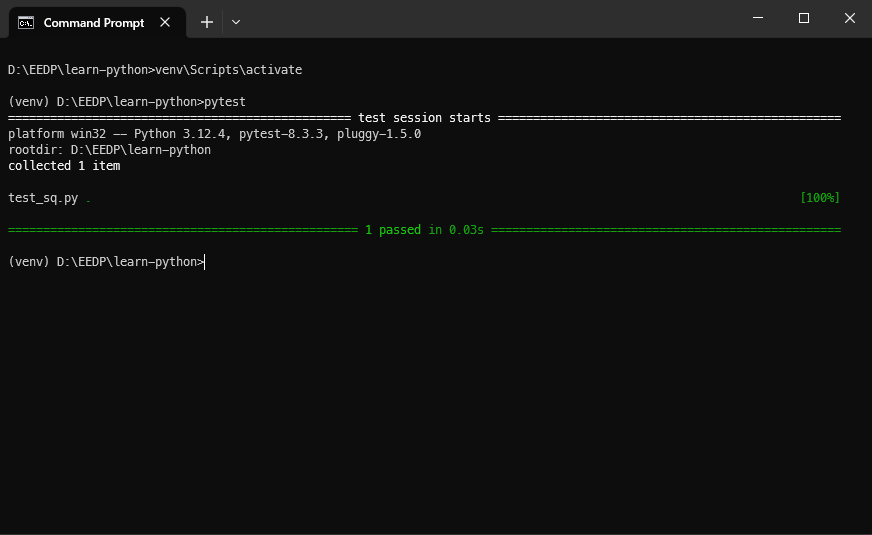 Command Prompt
D:\EEDP\learn-python>venv\Scripts\activate
(venv) D:\EEDP\learn-python>pytest
================================================= test session starts =================================================
platform win32 -- Python 3.12.4, pytest-8.3.3, pluggy-1.5.0
rootdir: D:\EEDP\learn-python
collected 1 item
test_sq.py . [100%]
================================================== 1 passed in 0.03s ==================================================
(venv) D:\EEDP\learn-python>